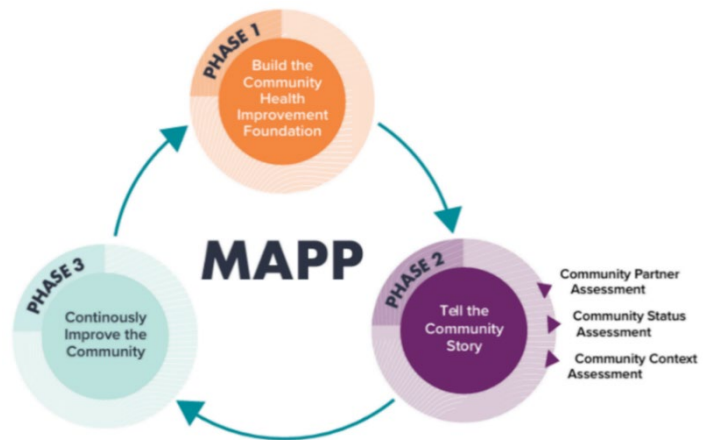 PHASE 1
Build the
Community
Health
Improvement
Foundation
MAPP
PHASE 2
Tell the
Community
Story
Community Partner
Assessment
Community Status
Assessment
Community Context
Assessment
PHASE 3
Continously
Improve the
Community